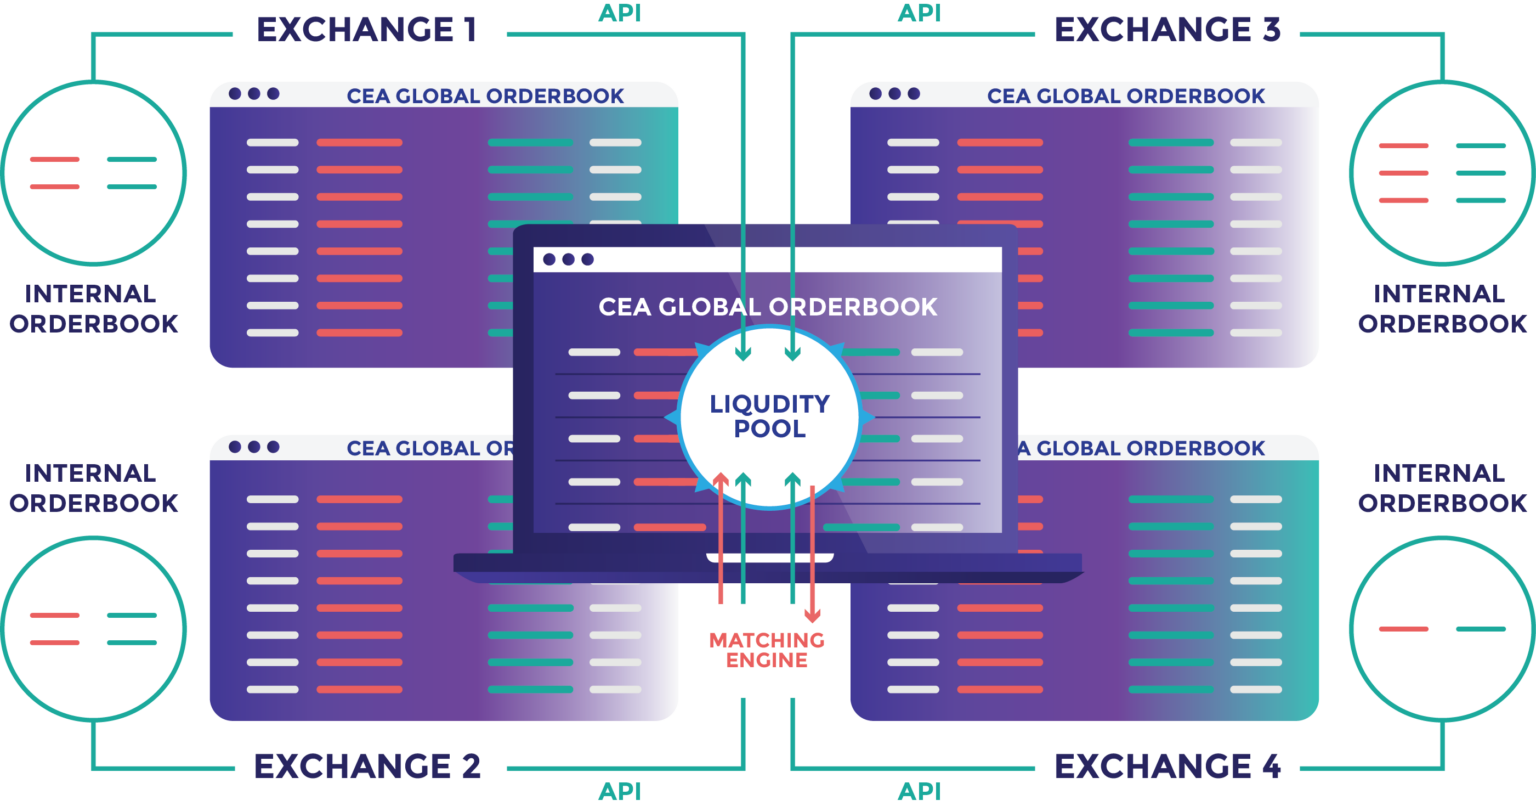 API
API
EXCHANGE 1
EXCHANGE 3
CEA GLOBAL ORDERBOOK
CEA GLOBAL ORDERBOOK
INTERNAL
ORDERBOOK
INTERNAL
ORDERBOOK
CEA GLOBAL ORDERBOOK
LIQUDITY
POOL
CEA GLOBAL OR
A GLOBAL ORDERBOOK
INTERNAL
ORDERBOOK
INTERNAL
ORDERBOOK
MATCHING
ENGINE
EXCHANGE 2
EXCHANGE 4
API
API